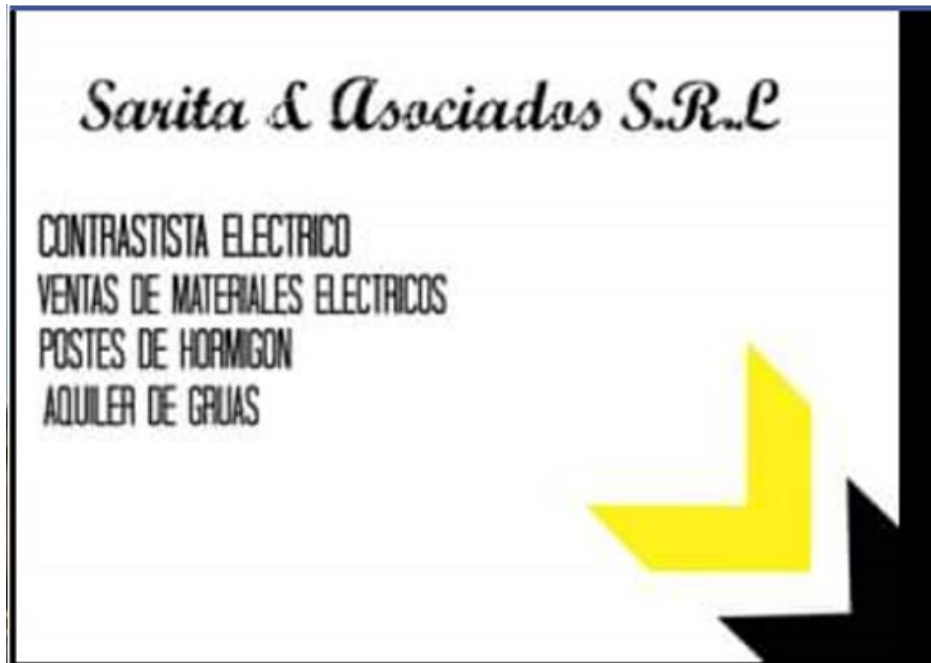 Sarita & Asociados S.R..L
CONTRASTISTA ELECTRICO
VENTAS DE MATERIALES ELECTRICOS
POSTES DE HORMIGON
AQUILER DE GRUAS